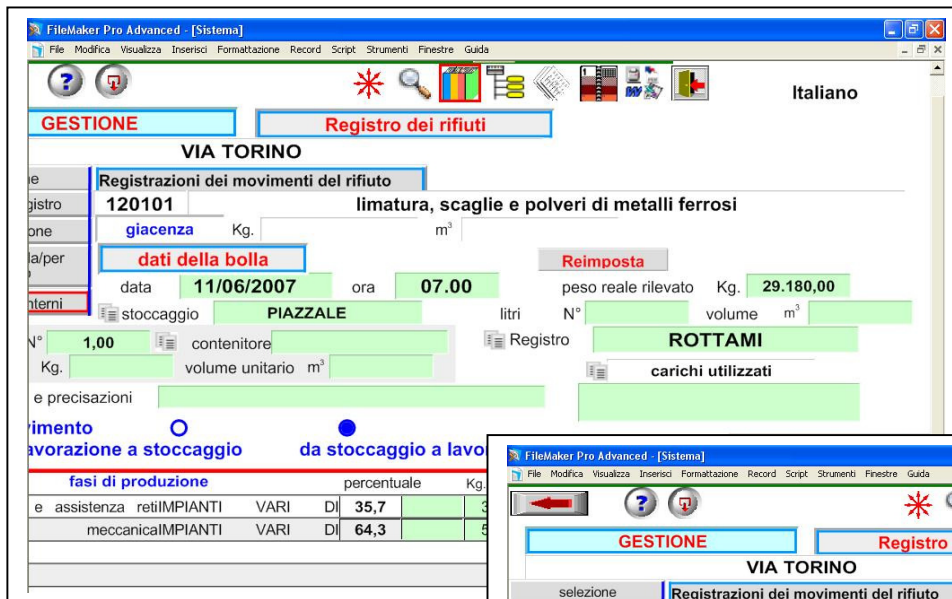 FileMaker Pro Advanced - [Sistema]
File Modifica Visualizza Inserisci Formattazione Record Script Strumenti Finestre Guida
Italiano
GESTIONE Registro dei rifiuti
VIA TORINO
Registrazioni dei movimenti del rifiuto
120101 limatura, scaglie e polveri di metalli ferrosi
giacenza Kg. m³
la/per dati della bolla Reimposta
data 11/06/2007 ora 07.00 peso reale rilevato Kg. 29.180,00
nterni stoccaggio PIAZZALE litri N° volume m³
N° 1,00 contenitore Registro ROTTAMI
Kg. volume unitario m³ carichi utilizzati
e precisazioni
vimento
avorazione a stoccaggio da stoccaggio a lavo
fasi di produzione percentuale Kg.
e assistenza retiIMPIANTI VARI DI 35,7
meccanicaIMPIANTI VARI DI 64,3
FileMaker Pro Advanced - [Sistema]
File Modifica Visualizza Inserisci Formattazione Record Script Strumenti Finestre Guida
GESTIONE Registro
VIA TORINO
selezione Registrazioni dei movimenti del rifiuto